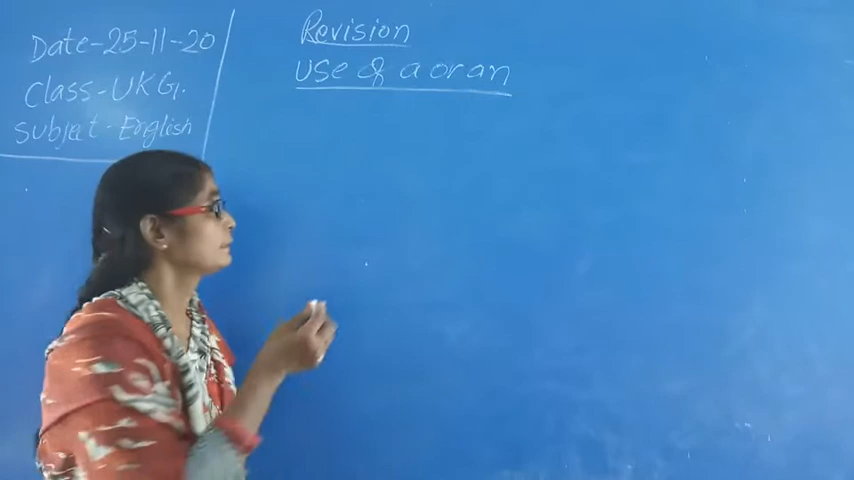 Date-25-11-20
Class-UKG.
Subject-English
Revision
Use of a or an